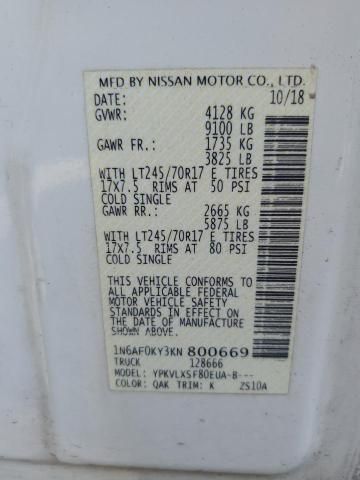 MFD BY NISSAN MOTOR CO., LTD.
DATE: 10/18
GVWR: 4128 KG
9100 LB
GAWR FR.: 1735 KG
3825 LB
WITH LT245/70R17 E TIRES
17X7.5 RIMS AT 50 PSI
COLD SINGLE
GAWR RR.: 2665 KG
5875 LB
WITH LT245/70R17 E TIRES
17X7.5 RIMS AT 80 PSI
COLD SINGLE
THIS VEHICLE CONFORMS TO
ALL APPLICABLE FEDERAL
MOTOR VEHICLE SAFETY
STANDARDS IN EFFECT ON
THE DATE OF MANUFACTURE
SHOWN ABOVE.
1N6AF0KY3KN800669
TRUCK 128666
MODEL: YPKVLXSF80EUA-B---
COLOR: QAK TRIM: K ZS10A